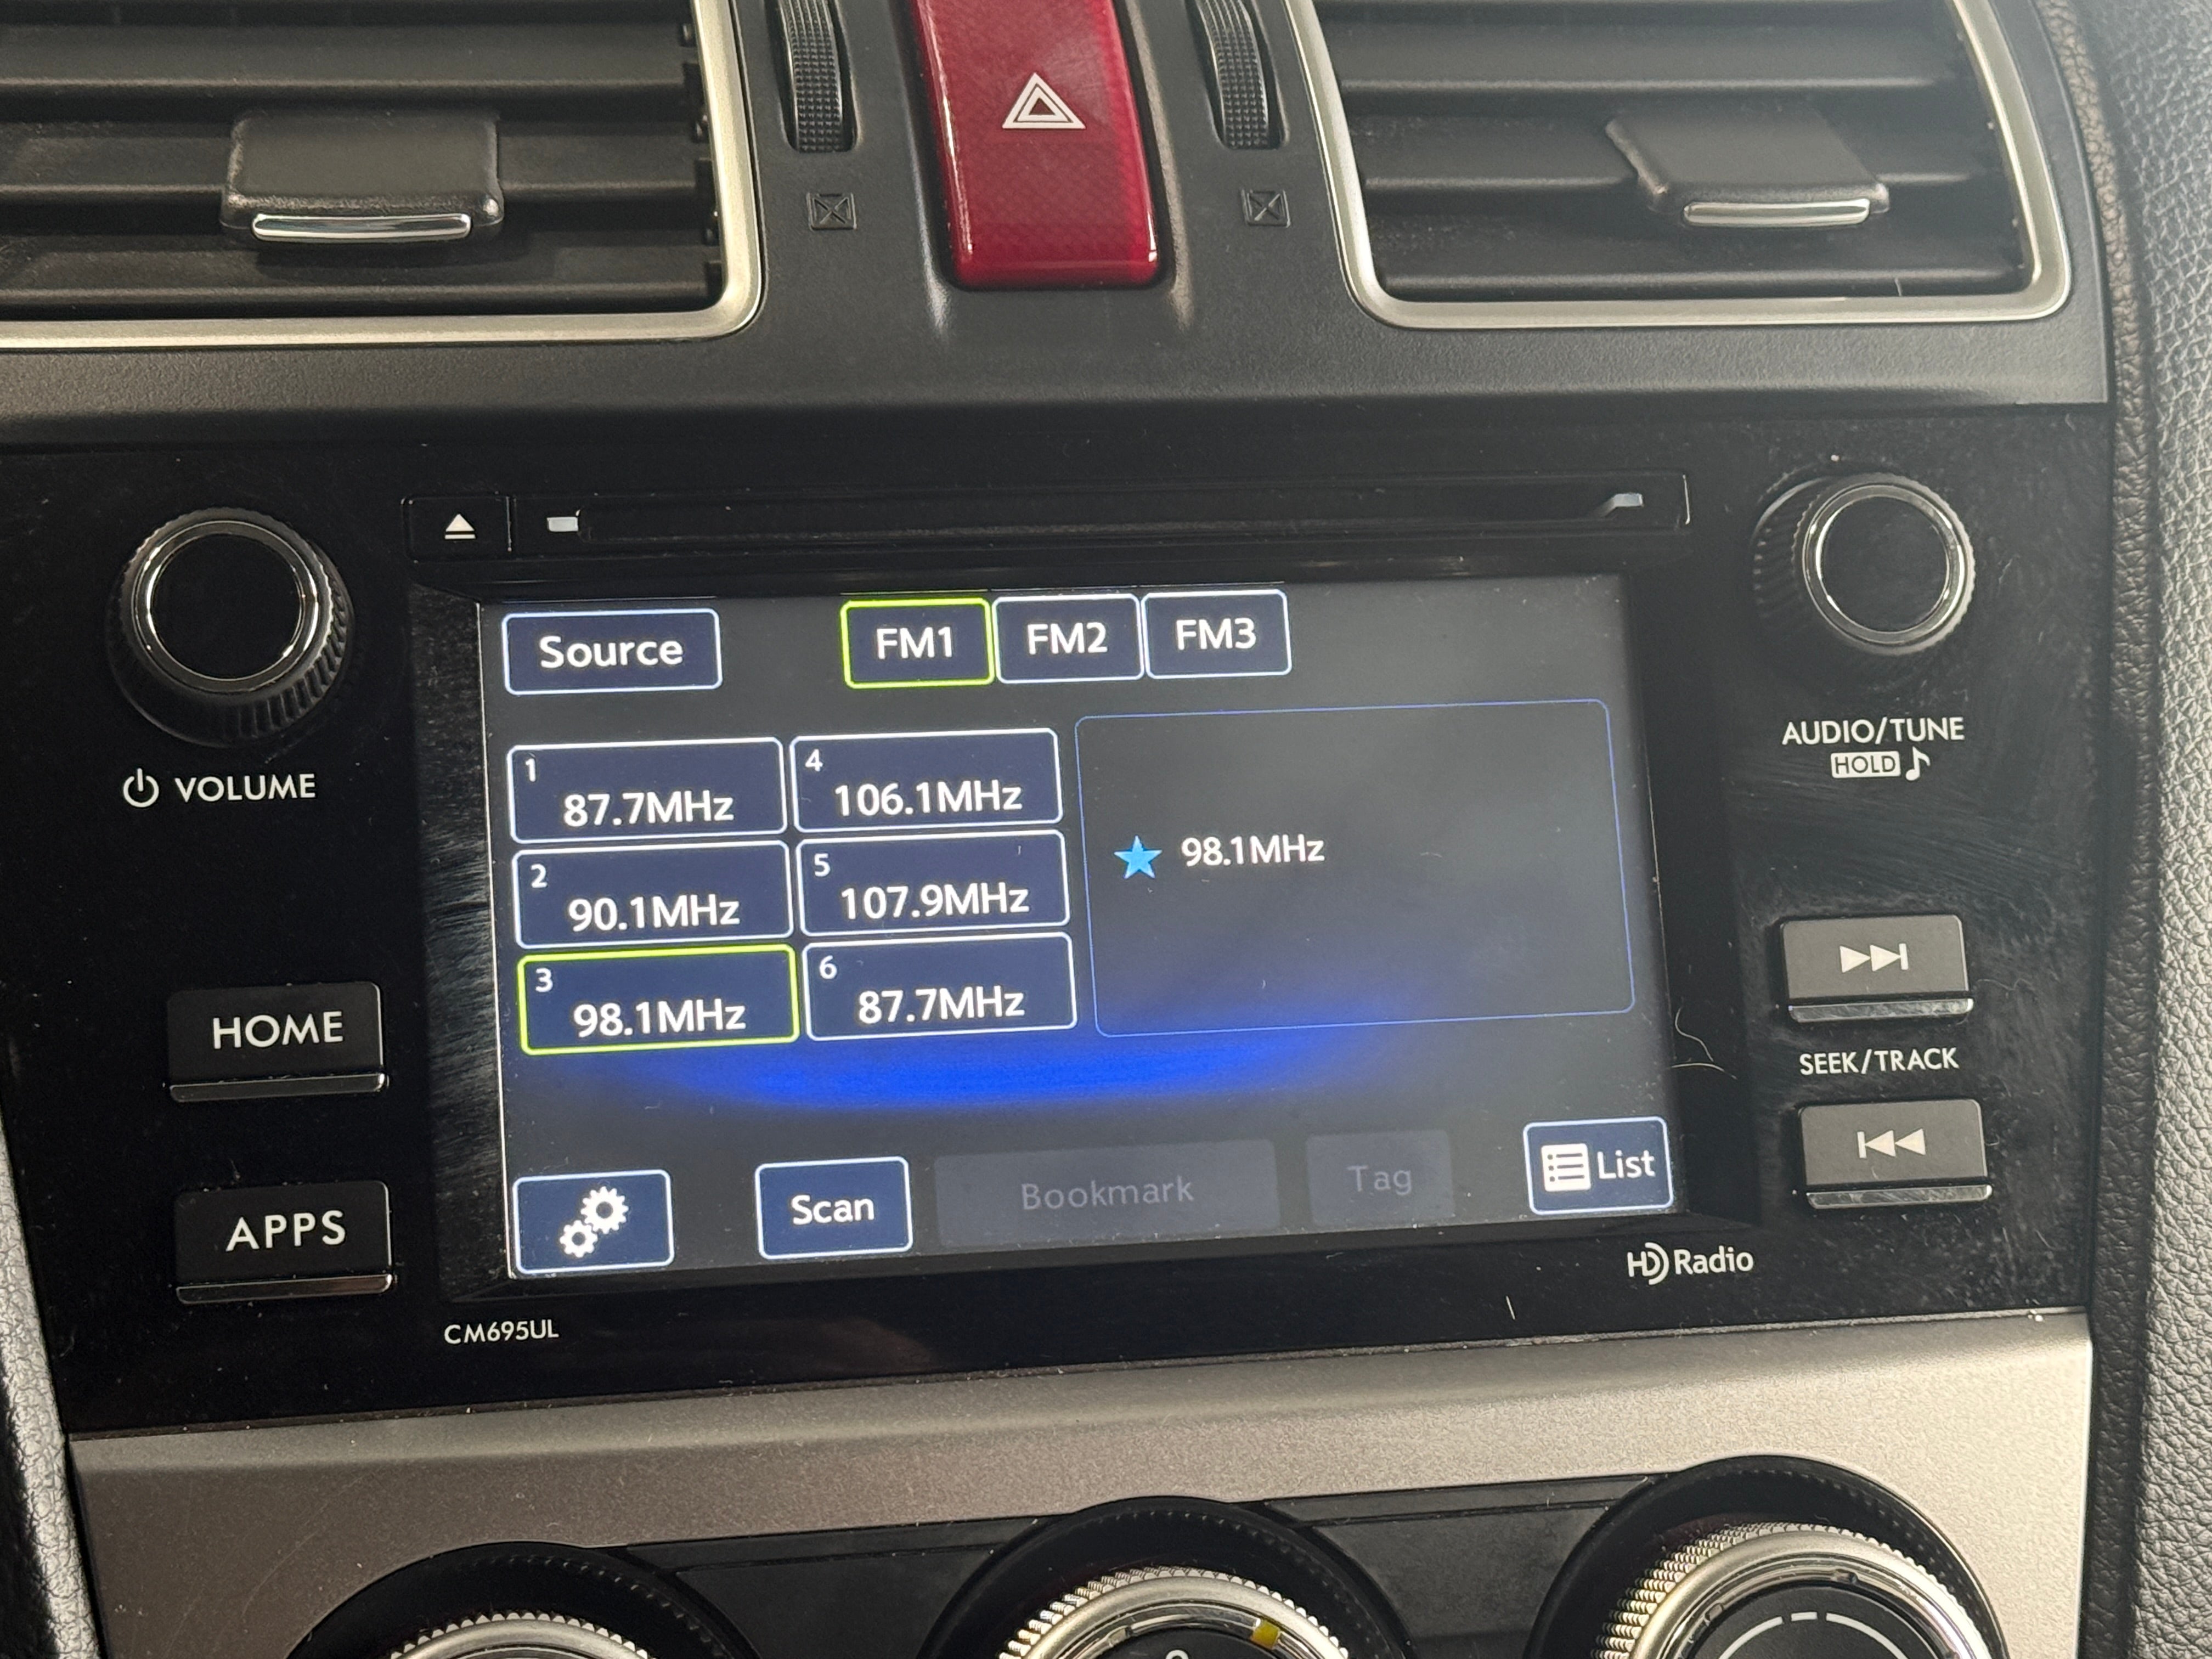 Source
FM1 FM2 FM3
1 87.7MHz
4 106.1MHz
2 90.1MHz
5 107.9MHz
3 98.1MHz
6 87.7MHz
98.1MHz
Scan
Bookmark
Tag
List
VOLUME
HOME
APPS
AUDIO/TUNE
HOLD
SEEK/TRACK
CM695UL
HD Radio